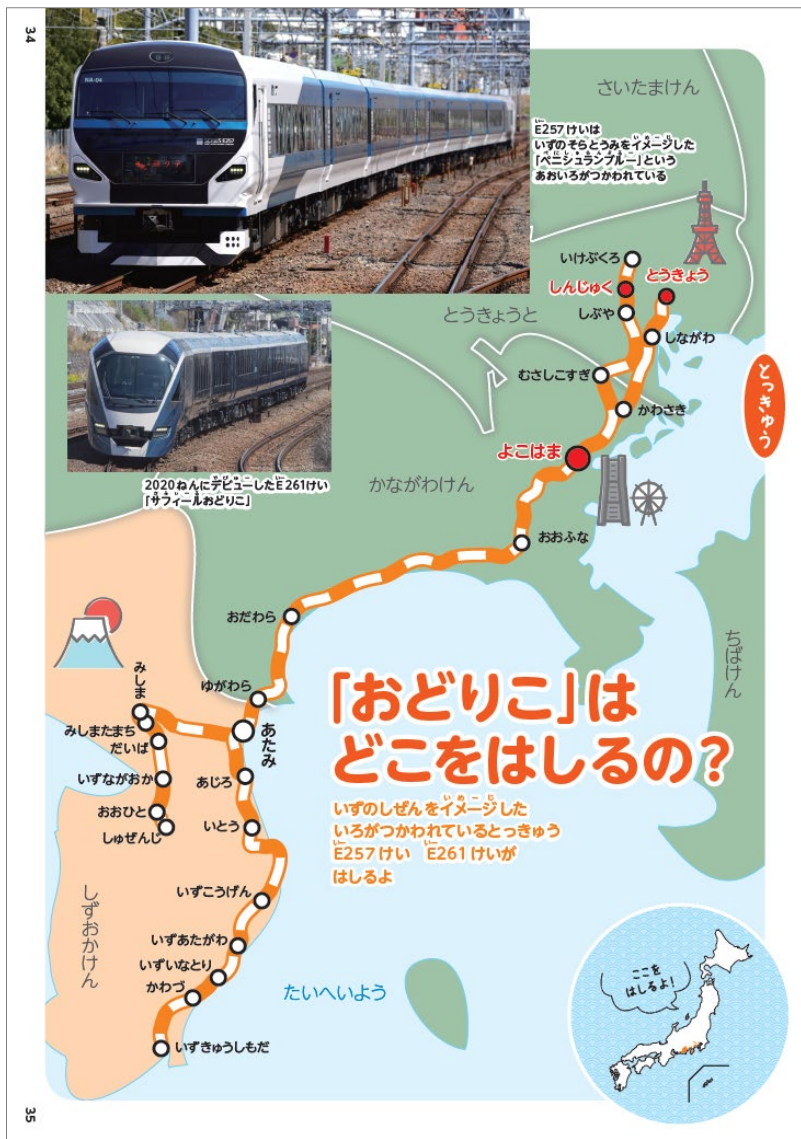 34
NA-04
E257けいは
いずのそらとうみをイメージした
「ペニシュランブルー」という
あおいろがつかわれている
さいたまけん
いけぶくろ
しんじゅく
とうきょう
しぶや
とうきょうと
しながわ
むさしこすぎ
かわさき
とっきゅう
よこはま
かながわけん
2020ねんにデビューしたE261けい
「サフィールおどりこ」
おおふな
おだわら
ちばけん
ゆがわら
みしま
みしまたまち
だいば
いずながおか
おおひと
しゅぜんじ
あたみ
あじろ
いとう
「おどりこ」は
どこをはしるの?
いずのしぜんをイメージした
いろがつかわれているとっきゅう
E257けい E261けいが
はしるよ
しずおかけん
いずこうげん
いずあたがわ
いずいなとり
かわづ
いずきゅうしもだ
たいへいよう
ここを
はしるよ!
35